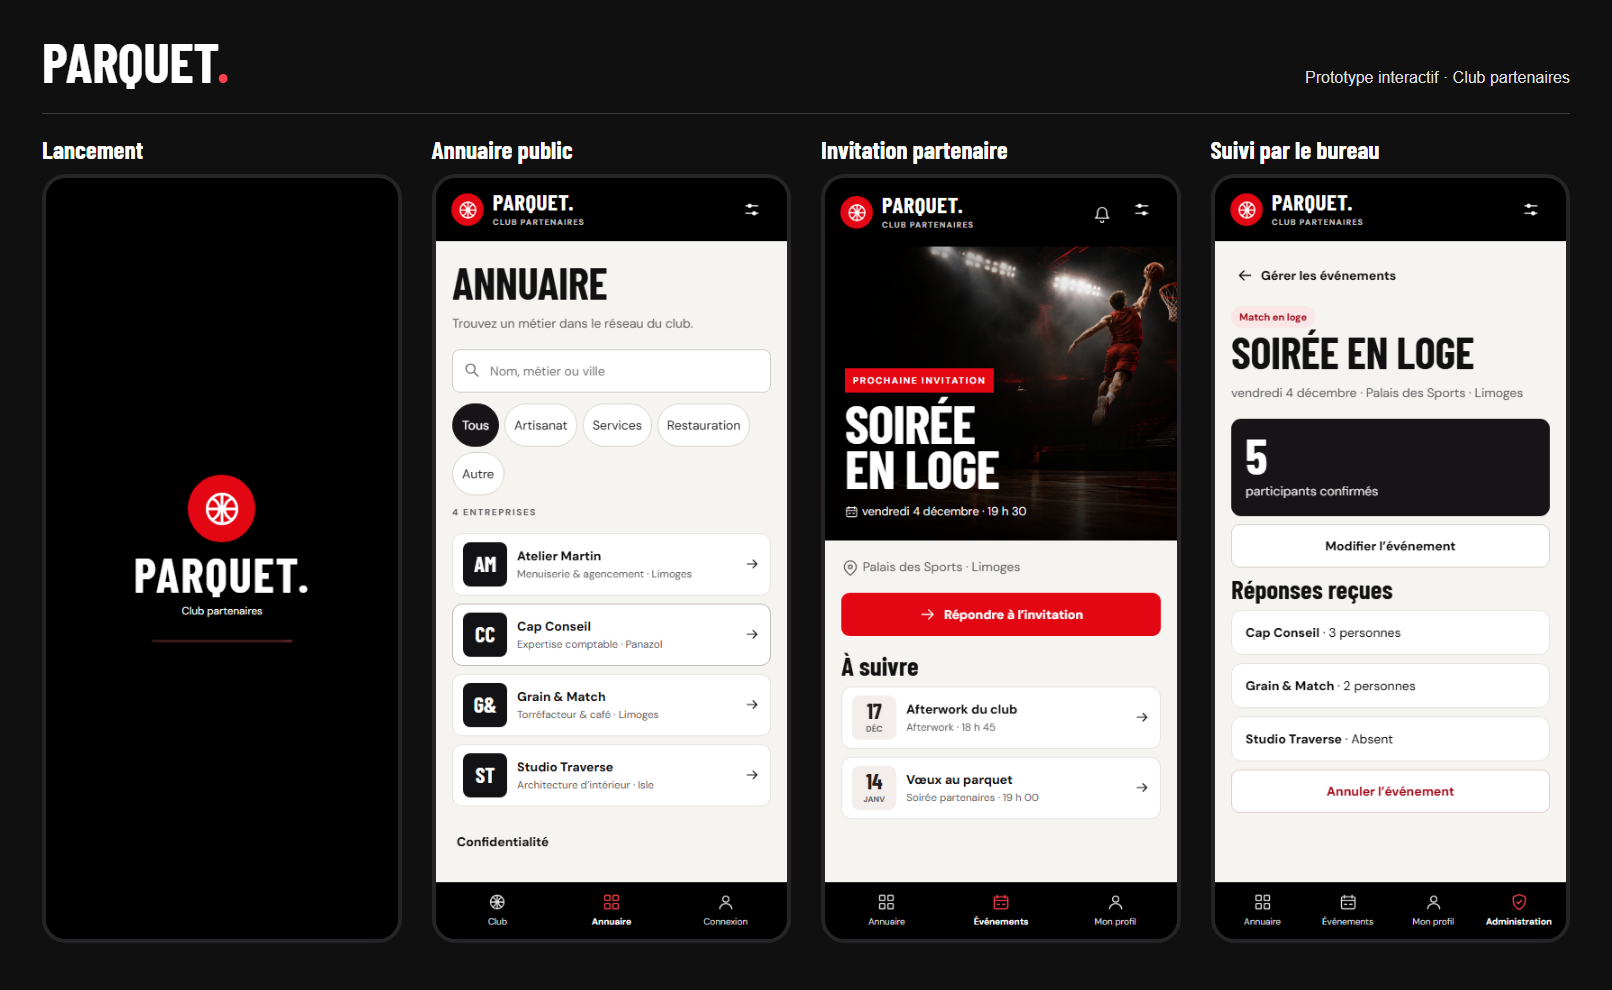 PARQUET.
Prototype interactif · Club partenaires
Lancement
PARQUET.
Club partenaires
Annuaire public
PARQUET.
CLUB PARTENAIRES
ANNUAIRE
Trouvez un métier dans le réseau du club.
Nom, métier ou ville
Tous
Artisanat
Services
Restauration
Autre
4 ENTREPRISES
AM
Atelier Martin
Menuiserie & agencement · Limoges
CC
Cap Conseil
Expertise comptable · Panazol
G&
Grain & Match
Torréfacteur & café · Limoges
ST
Studio Traverse
Architecture d'intérieur · Isle
Confidentialité
Club
Annuaire
Connexion
Invitation partenaire
PARQUET.
CLUB PARTENAIRES
PROCHAINE INVITATION
SOIRÉE
EN LOGE
vendredi 4 décembre · 19 h 30
Palais des Sports · Limoges
Répondre à l'invitation
À suivre
17
DÉC
Afterwork du club
Afterwork · 18 h 45
14
JANV
Vœux au parquet
Soirée partenaires · 19 h 00
Annuaire
Événements
Mon profil
Suivi par le bureau
PARQUET.
CLUB PARTENAIRES
Gérer les événements
Match en loge
SOIRÉE EN LOGE
vendredi 4 décembre · Palais des Sports · Limoges
5
participants confirmés
Modifier l'événement
Réponses reçues
Cap Conseil · 3 personnes
Grain & Match · 2 personnes
Studio Traverse · Absent
Annuler l'événement
Annuaire
Événements
Mon profil
Administration